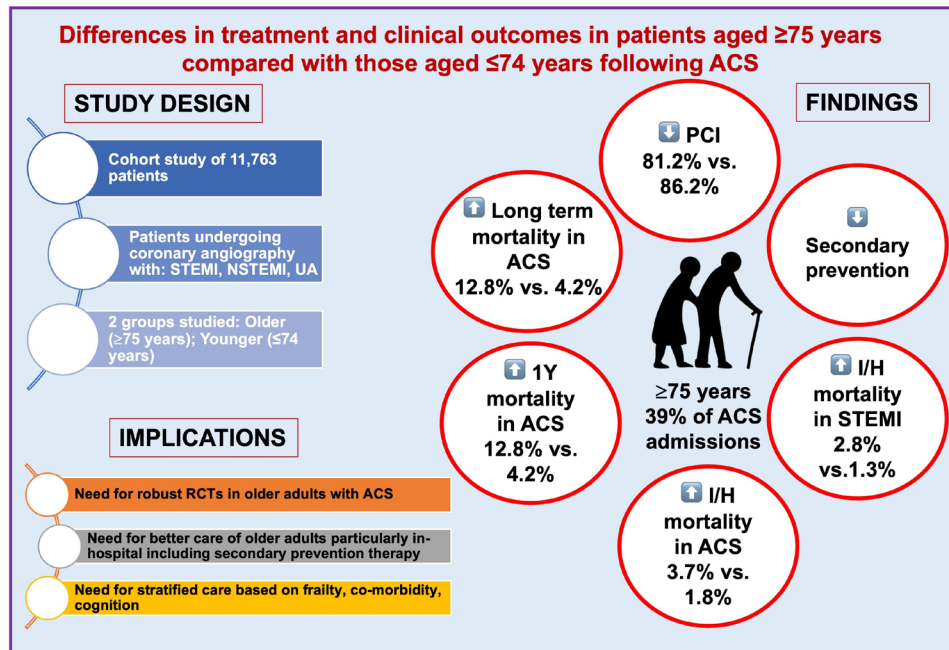 Differences in treatment and clinical outcomes in patients aged ≥75 years
compared with those aged ≤74 years following ACS
STUDY DESIGN
Cohort study of 11,763
patients
Patients undergoing
coronary angiography
with: STEMI, NSTEMI, UA
2 groups studied: Older
(≥75 years); Younger (≤74
years)
IMPLICATIONS
Need for robust RCTs in older adults with ACS
Need for better care of older adults particularly in-
hospital including secondary prevention therapy
Need for stratified care based on frailty, co-morbidity,
cognition
FINDINGS
⬇ PCI
81.2% vs.
86.2%
⬇
Secondary
prevention
⬆ I/H
mortality
in STEMI
2.8%
vs.1.3%
⬆ I/H
mortality
in ACS
3.7% vs.
1.8%
⬆ 1Y
mortality
in ACS
12.8% vs.
4.2%
⬆ Long term
mortality in
ACS
12.8% vs. 4.2%
≥75 years
39% of ACS
admissions